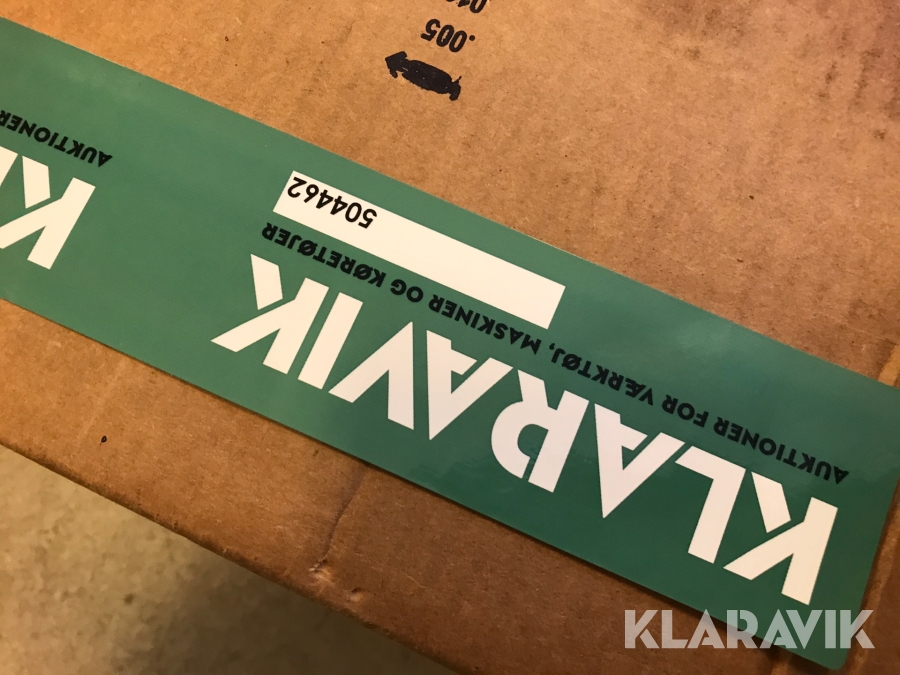 .005
KLARAVIK
AUKTIONER FOR VÆRKTØJ, MASKINER OG KØRETØJER
504462
AUKTIONER
KLARAVIK